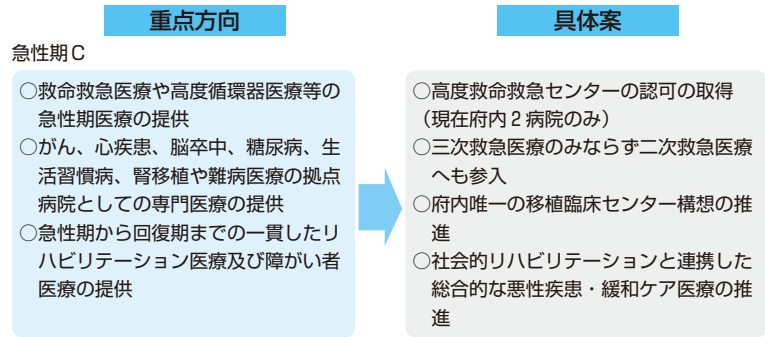 重点方向
具体案
急性期C
○救命救急医療や高度循環器医療等の
急性期医療の提供
○がん、心疾患、脳卒中、糖尿病、生
活習慣病、腎移植や難病医療の拠点
病院としての専門医療の提供
○急性期から回復期までの一貫したリ
ハビリテーション医療及び障がい者
医療の提供
○高度救命救急センターの認可の取得
（現在府内2病院のみ）
○三次救急医療のみならず二次救急医療
へも参入
○府内唯一の移植臨床センター構想の推
進
○社会的リハビリテーションと連携した
総合的な悪性疾患・緩和ケア医療の推
進